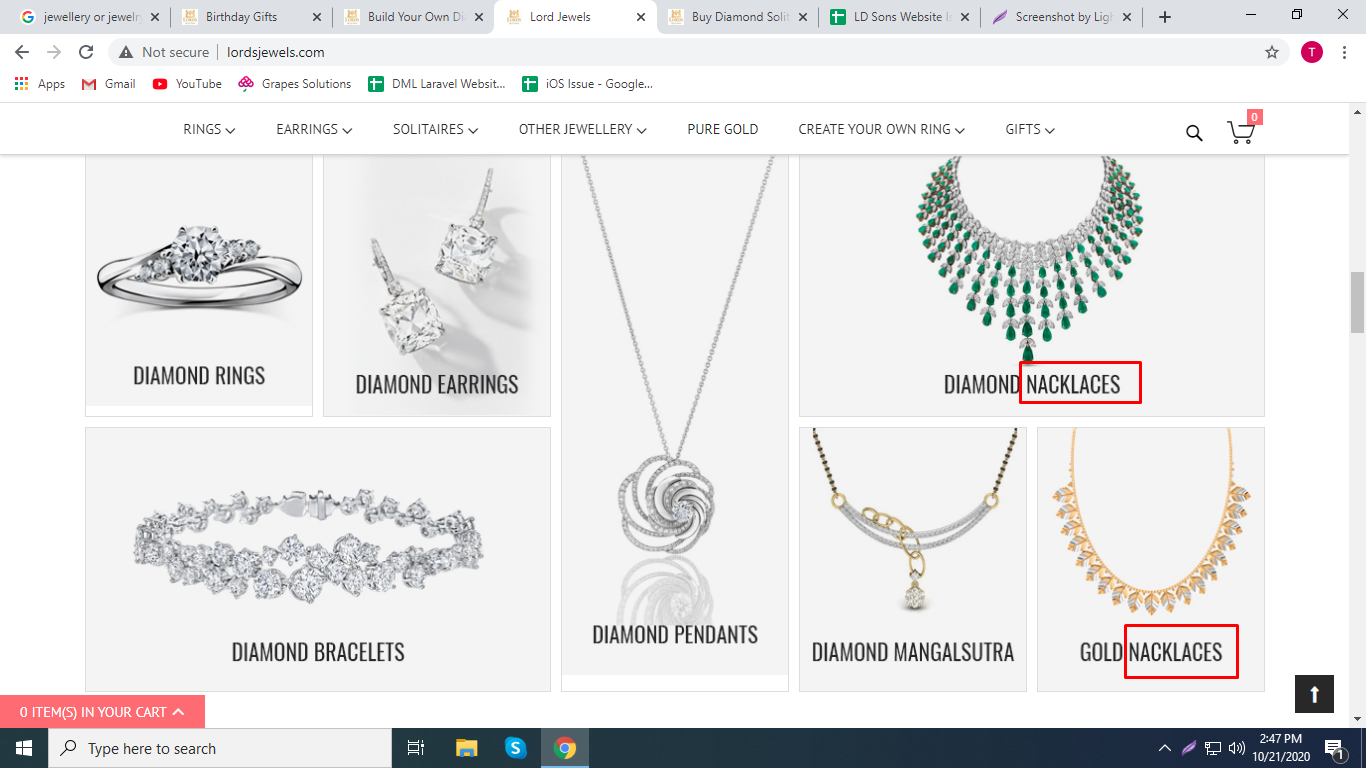 jewellery or jewelry
Birthday Gifts
Build Your Own Di
Lord Jewels
Buy Diamond Solit
LD Sons Website Is
Screenshot by Ligh
Not secure
lordsjewels.com
T
Apps
Gmail
YouTube
Grapes Solutions
DML Laravel Websit...
iOS Issue - Google...
RINGS
EARRINGS
SOLITAIRES
OTHER JEWELLERY
PURE GOLD
CREATE YOUR OWN RING
GIFTS
0
DIAMOND RINGS
DIAMOND EARRINGS
DIAMOND NACKLACES
DIAMOND BRACELETS
DIAMOND PENDANTS
DIAMOND MANGALSUTRA
GOLD NACKLACES
0 ITEM(S) IN YOUR CART
Type here to search
2:47 PM
10/21/2020
1